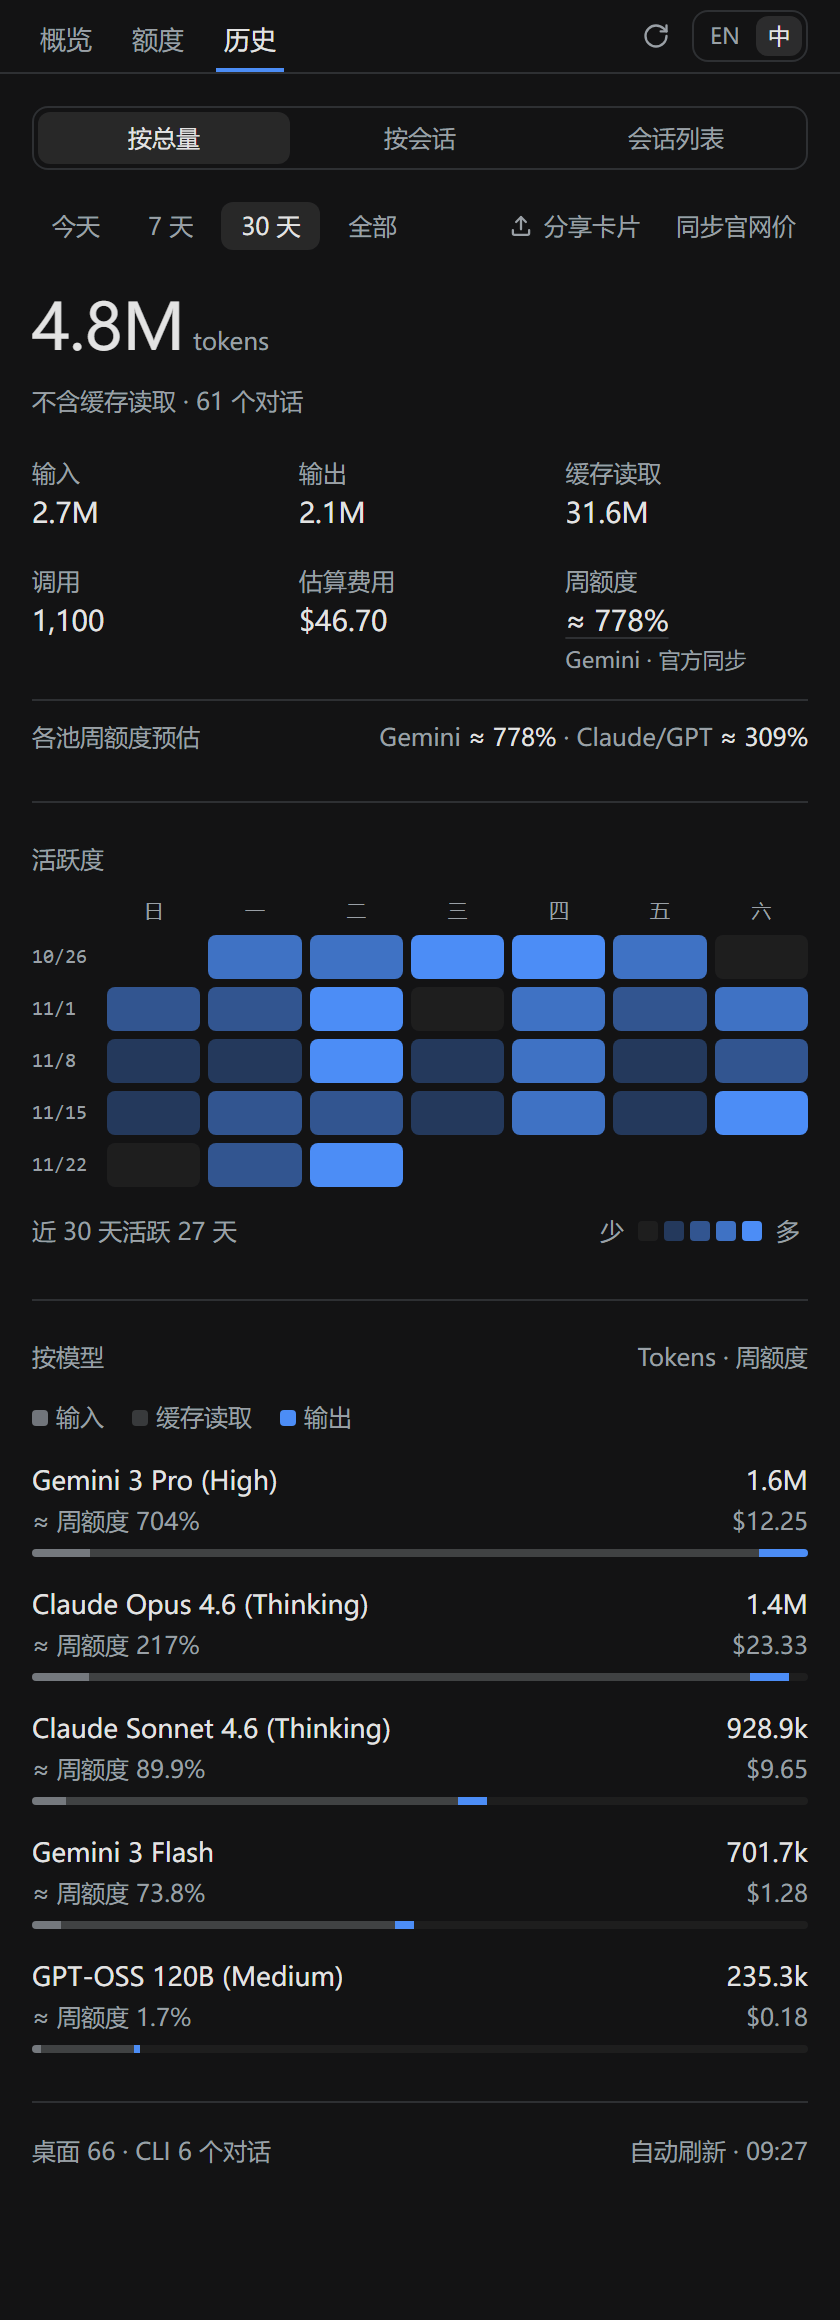 概览 额度 历史 EN 中
按总量 按会话 会话列表
今天 7 天 30 天 全部 分享卡片 同步官网价
4.8M tokens
不含缓存读取 · 61 个对话
输入 输出 缓存读取
2.7M 2.1M 31.6M
调用 估算费用 周额度
1,100 $46.70 ≈ 778%
Gemini · 官方同步
各池周额度预估 Gemini ≈ 778% · Claude/GPT ≈ 309%
活跃度
日 一 二 三 四 五 六
10/26
11/1
11/8
11/15
11/22
近 30 天活跃 27 天 少 多
按模型 Tokens · 周额度
输入 缓存读取 输出
Gemini 3 Pro (High) 1.6M
≈ 周额度 704% $12.25
Claude Opus 4.6 (Thinking) 1.4M
≈ 周额度 217% $23.33
Claude Sonnet 4.6 (Thinking) 928.9k
≈ 周额度 89.9% $9.65
Gemini 3 Flash 701.7k
≈ 周额度 73.8% $1.28
GPT-OSS 120B (Medium) 235.3k
≈ 周额度 1.7% $0.18
桌面 66 · CLI 6 个对话 自动刷新 · 09:27